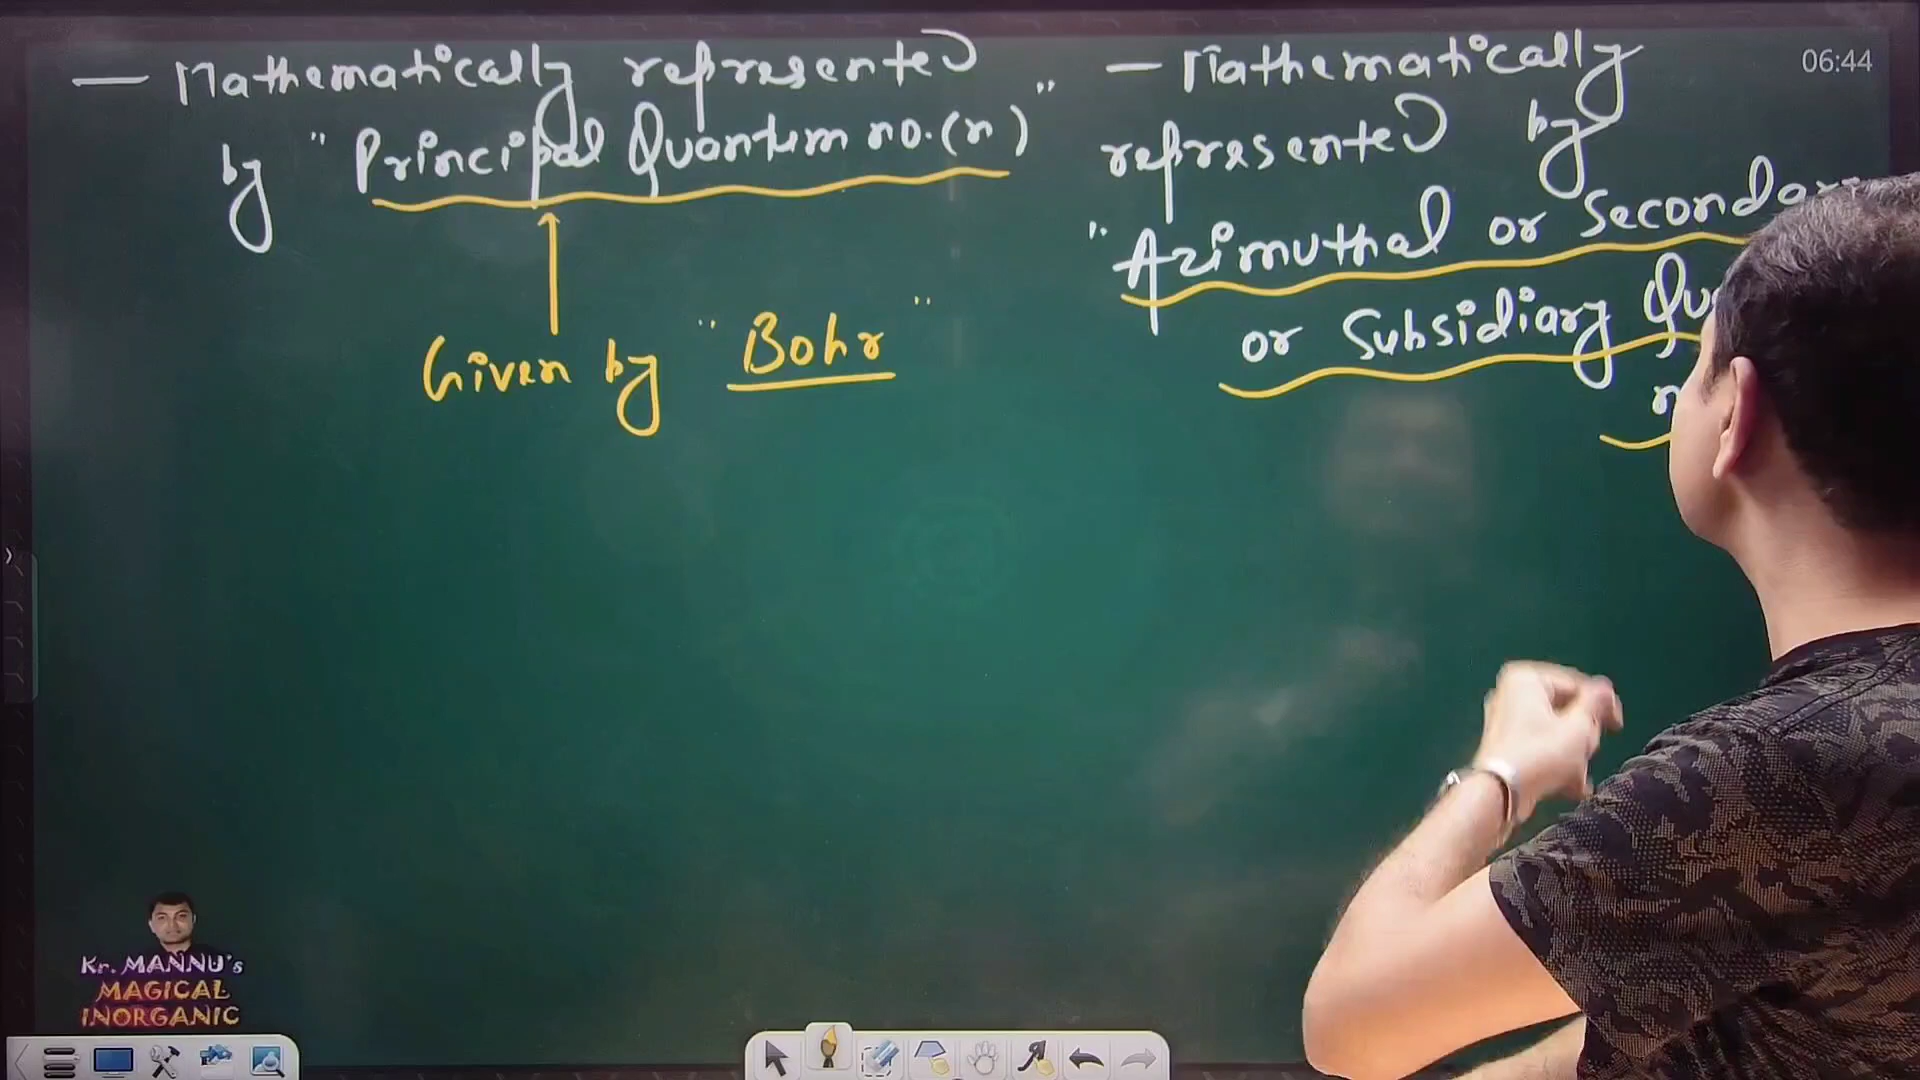 — Mathematically represented
by "Principal Quantum no.(n)"
Given by "Bohr"
— Mathematically
represented by
"Azimuthal or Secondary
or Subsidiary
06:44
Kr. MANNU's
MAGICAL
INORGANIC